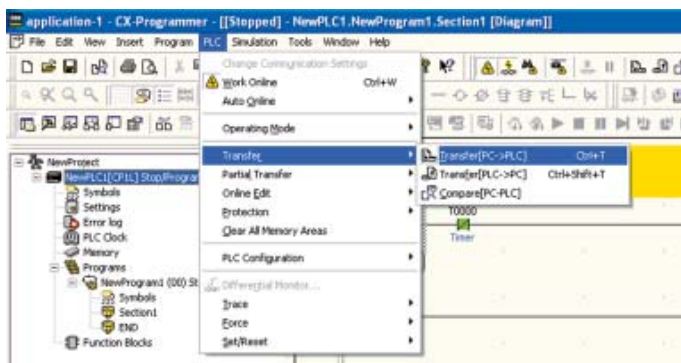 application-1 - CX-Programmer - [[Stopped] - NewPLC1.NewProgram1.Section1 [Diagram]]
File Edit View Insert Program PLC Simulation Tools Window Help
Change Communication Settings
Work Online Ctrl+W
Auto Online
Operating Mode
Transfer
Transfer[PC->PLC] Ctrl+T
Partial Transfer
Transfer[PLC->PC] Ctrl+Shift+T
Online Edit
Compare[PC-PLC]
Protection
Clear All Memory Areas
PLC Configuration
Differential Monitor...
Trace
Force
Set/Reset
NewProject
NewPLC1[CP1L] Stop/Program
Symbols
Settings
Error log
PLC Clock
Memory
Programs
NewProgram1 (00) St
Symbols
Section1
END
Function Blocks
T0000
Timer